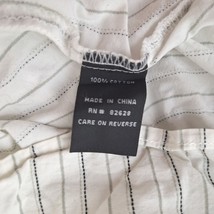 100% COTTON
MADE IN CHINA
RN# 82628
CARE ON REVERSE